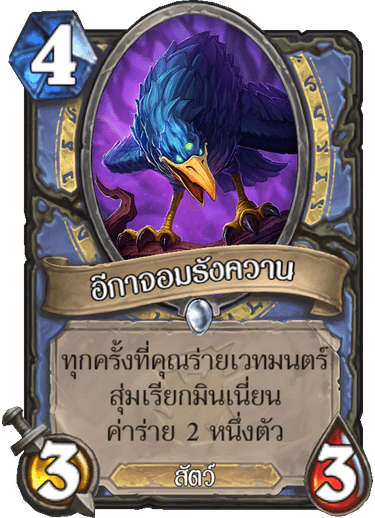 4
อีกาจอมรังควาน
ทุกครั้งที่คุณร่ายเวทมนตร์
สุ่มเรียกมินเนี่ยน
ค่าร่าย 2 หนึ่งตัว
3
สัตว์
3